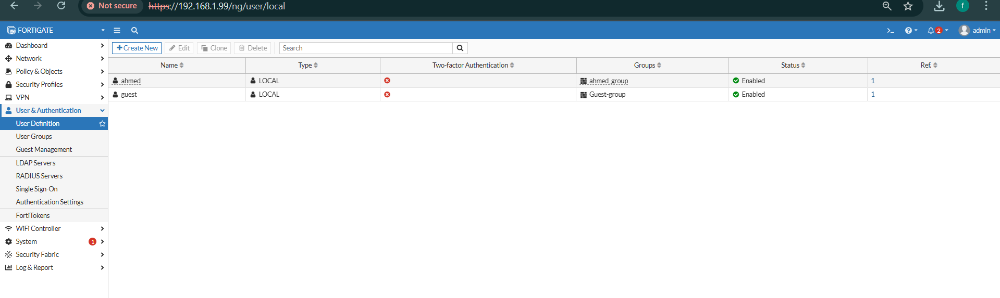 Not secure https://192.168.1.99/ng/user/local f
FORTIGATE 2 admin
Dashboard
Network
Policy & Objects
Security Profiles
VPN
User & Authentication
User Definition
User Groups
Guest Management
LDAP Servers
RADIUS Servers
Single Sign-On
Authentication Settings
FortiTokens
WiFi Controller
System 1
Security Fabric
Log & Report
+Create New Edit Clone Delete Search
Name Type Two-factor Authentication Groups Status Ref.
ahmed LOCAL ahmed_group Enabled 1
guest LOCAL Guest-group Enabled 1